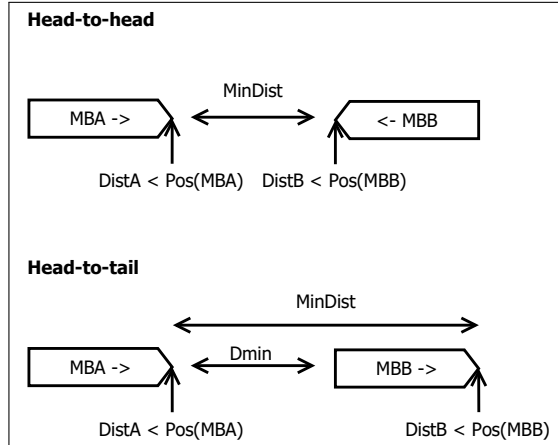 Head-to-head
MinDist
MBA ->
<- MBB
DistA < Pos(MBA)
DistB < Pos(MBB)
Head-to-tail
MinDist
Dmin
MBA ->
MBB ->
DistA < Pos(MBA)
DistB < Pos(MBB)